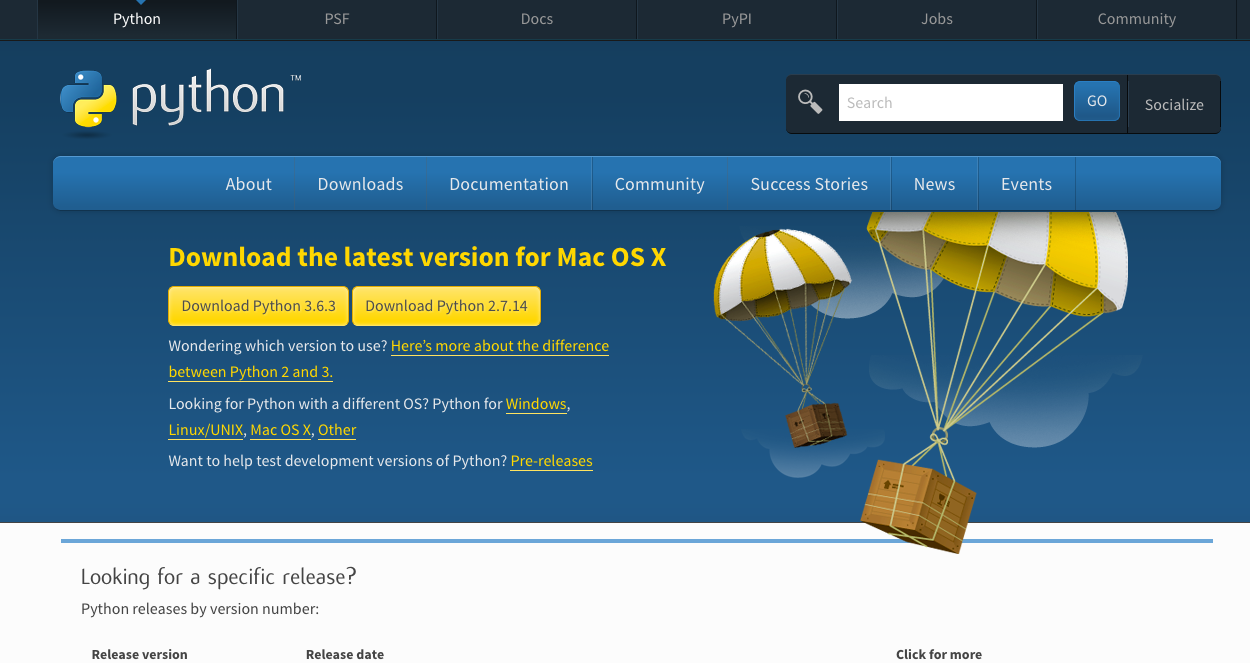 Python PSF Docs PyPI Jobs Community
python™
Search GO Socialize
About Downloads Documentation Community Success Stories News Events
Download the latest version for Mac OS X
Download Python 3.6.3 Download Python 2.7.14
Wondering which version to use? Here’s more about the difference
between Python 2 and 3.
Looking for Python with a different OS? Python for Windows,
Linux/UNIX, Mac OS X, Other
Want to help test development versions of Python? Pre-releases
Looking for a specific release?
Python releases by version number:
Release version Release date Click for more